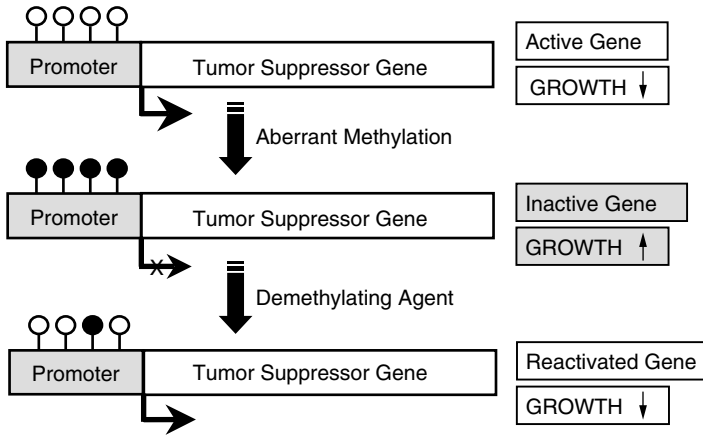 Promoter
Tumor Suppressor Gene
Active Gene
GROWTH ↓
Aberrant Methylation
Promoter
Tumor Suppressor Gene
Inactive Gene
GROWTH ↑
X
Demethylating Agent
Promoter
Tumor Suppressor Gene
Reactivated Gene
GROWTH ↓